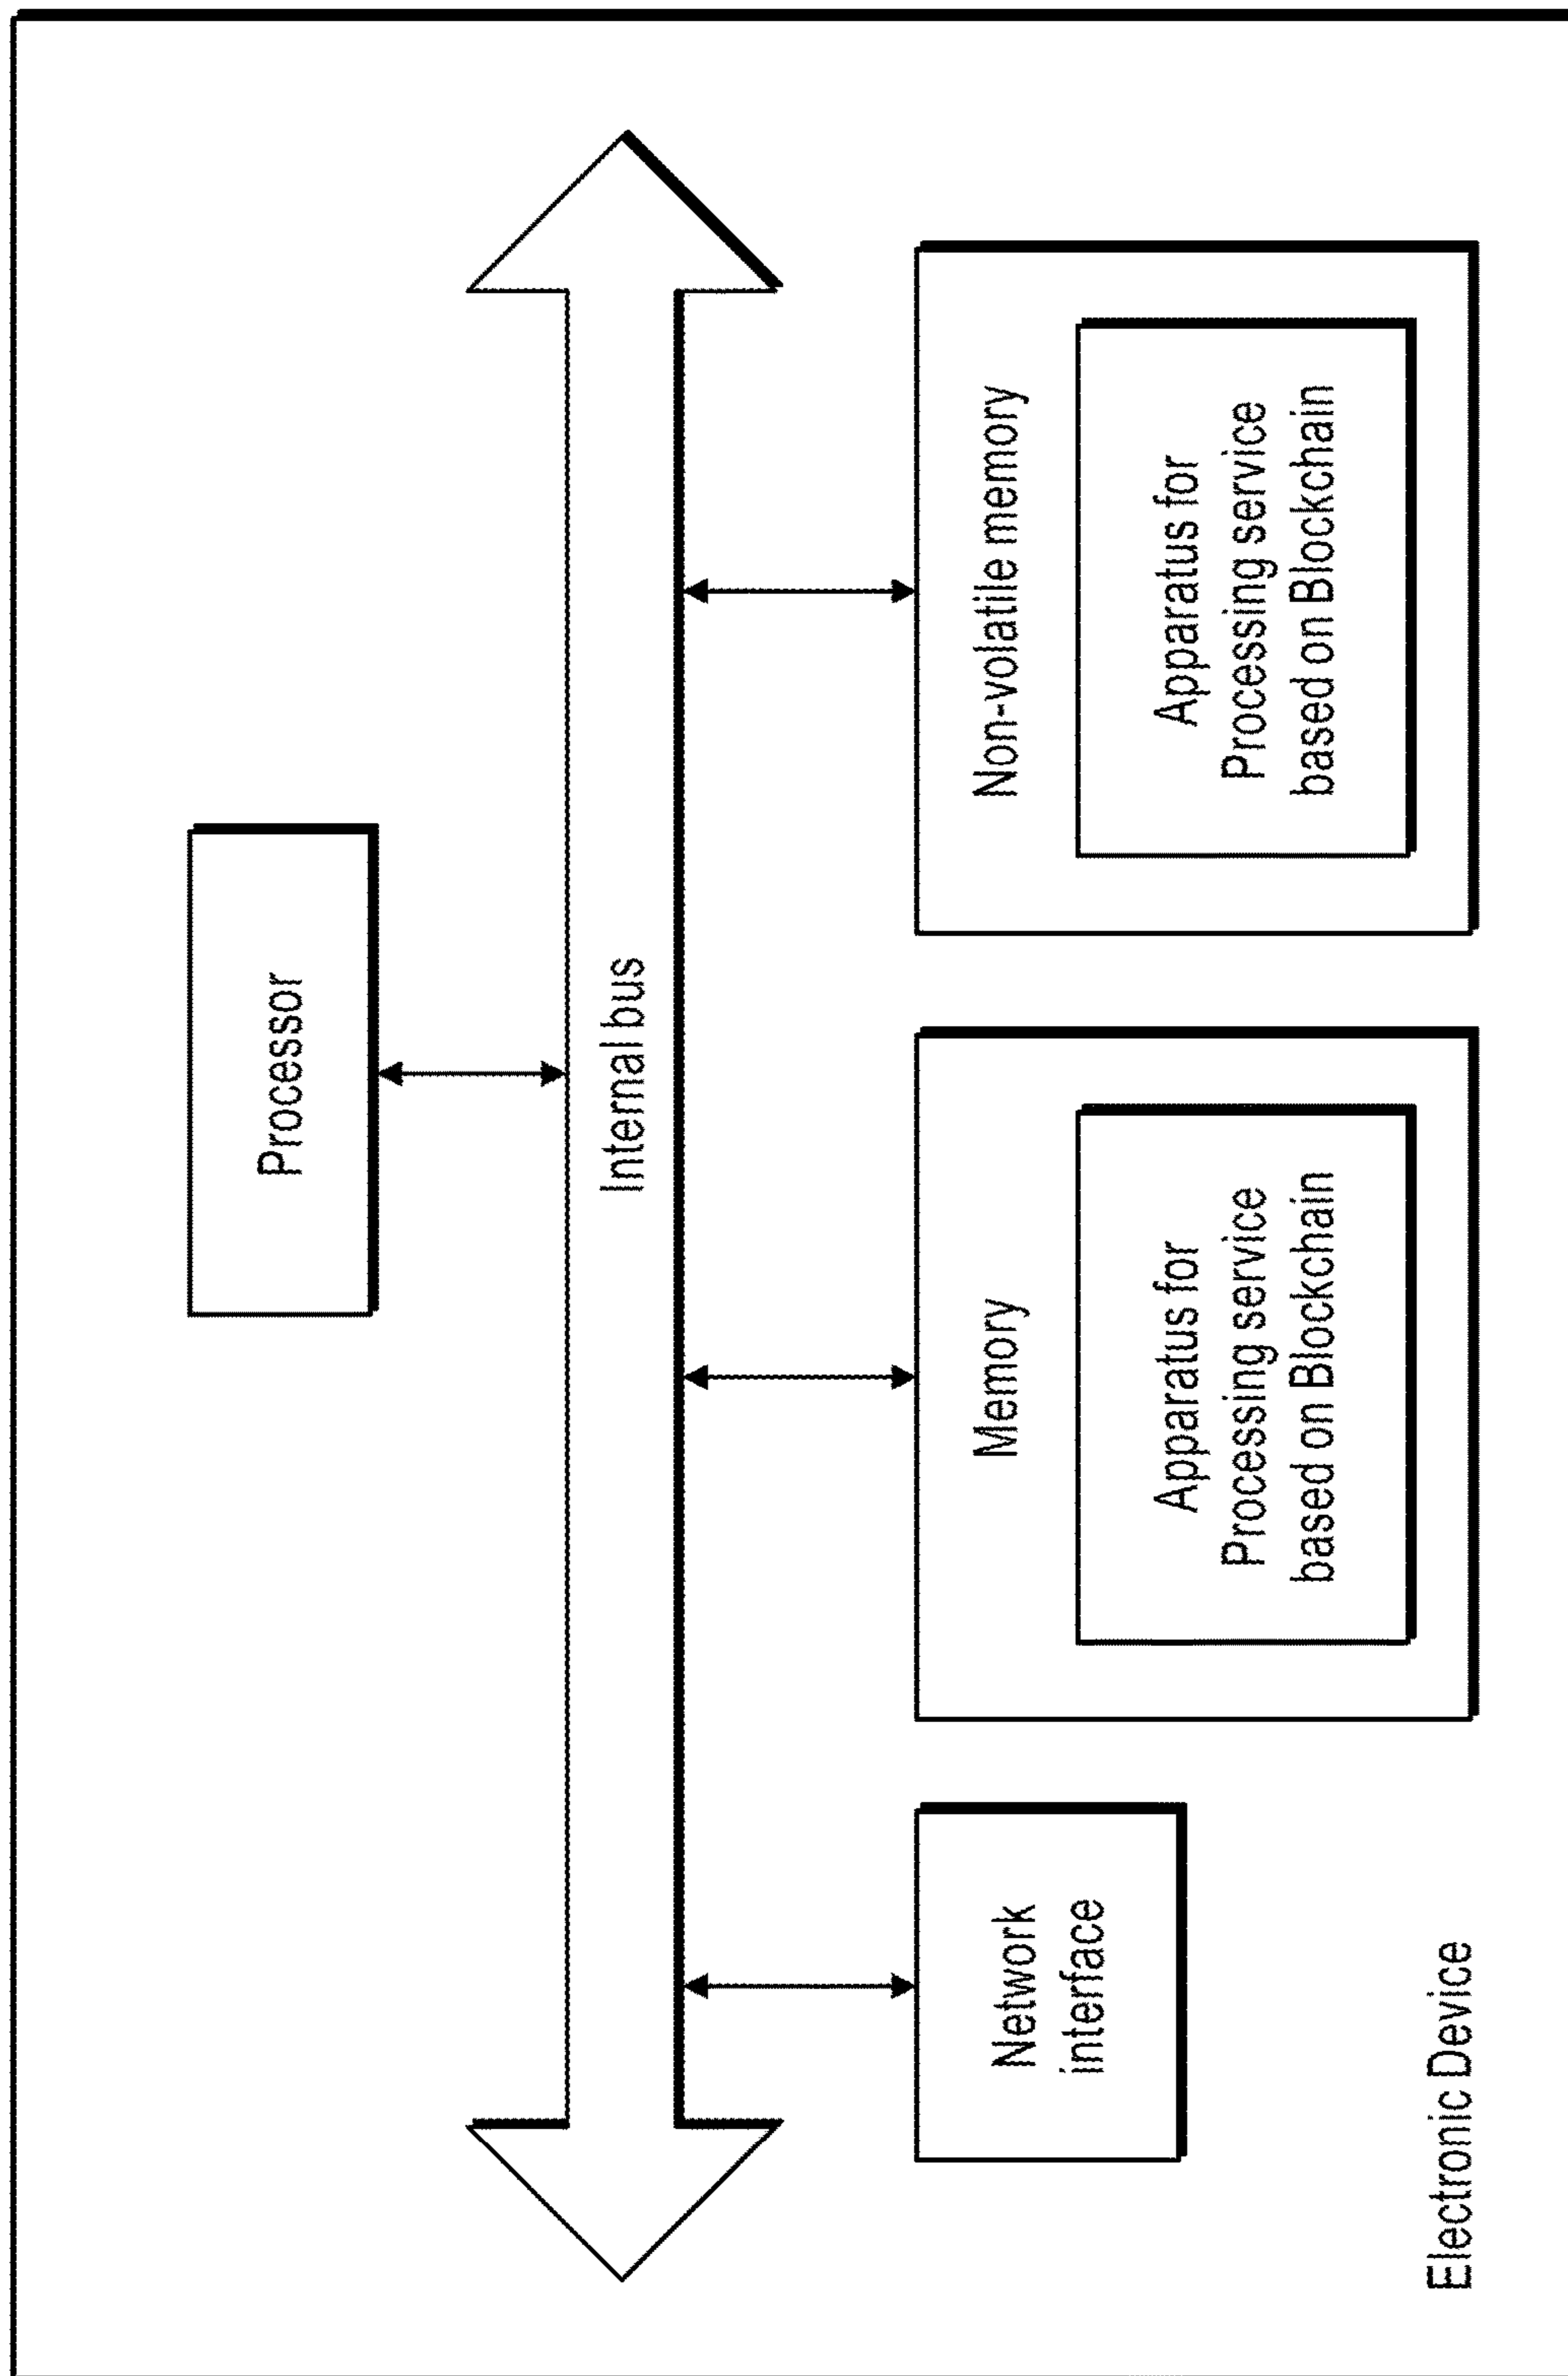 Processor
Internal bus
Network
interface
Memory
Apparatus for
Processing service
based on Blockchain
Non-volatile memory
Apparatus for
Processing service
based on Blockchain
Electronic Device